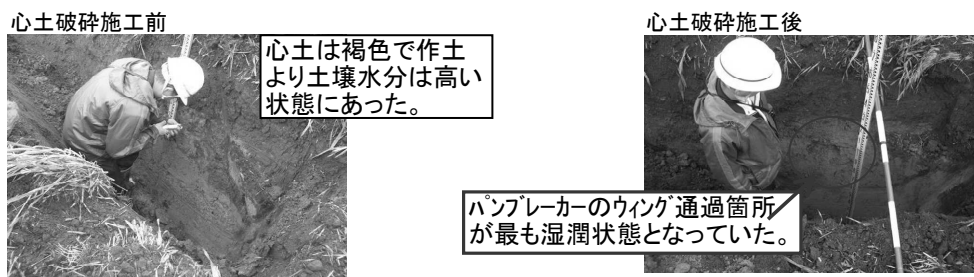 心土破砕施工前
心土は褐色で作土
より土壌水分は高い
状態にあった。
心土破砕施工後
パンブレーカーのウィング通過箇所
が最も湿潤状態となっていた。